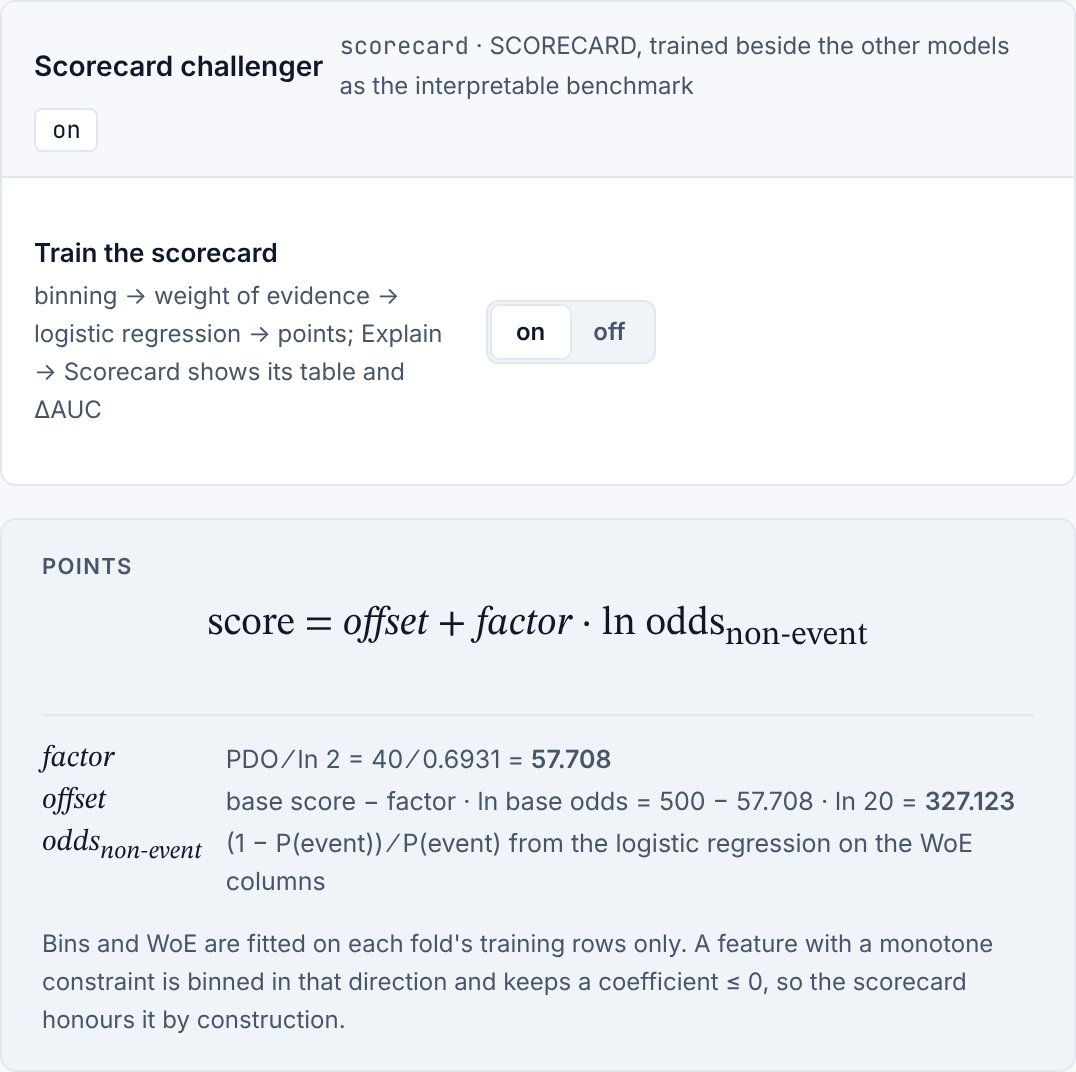 Scorecard challenger
scorecard · SCORECARD, trained beside the other models
as the interpretable benchmark
on
Train the scorecard
binning → weight of evidence →
logistic regression → points; Explain
→ Scorecard shows its table and
ΔAUC
on off
POINTS
score = offset + factor · ln odds_non-event
factor PDO/ln 2 = 40/0.6931 = 57.708
offset base score − factor · ln base odds = 500 − 57.708 · ln 20 = 327.123
odds_non-event (1 − P(event))/P(event) from the logistic regression on the WoE
columns
Bins and WoE are fitted on each fold's training rows only. A feature with a monotone
constraint is binned in that direction and keeps a coefficient ≤ 0, so the scorecard
honours it by construction.